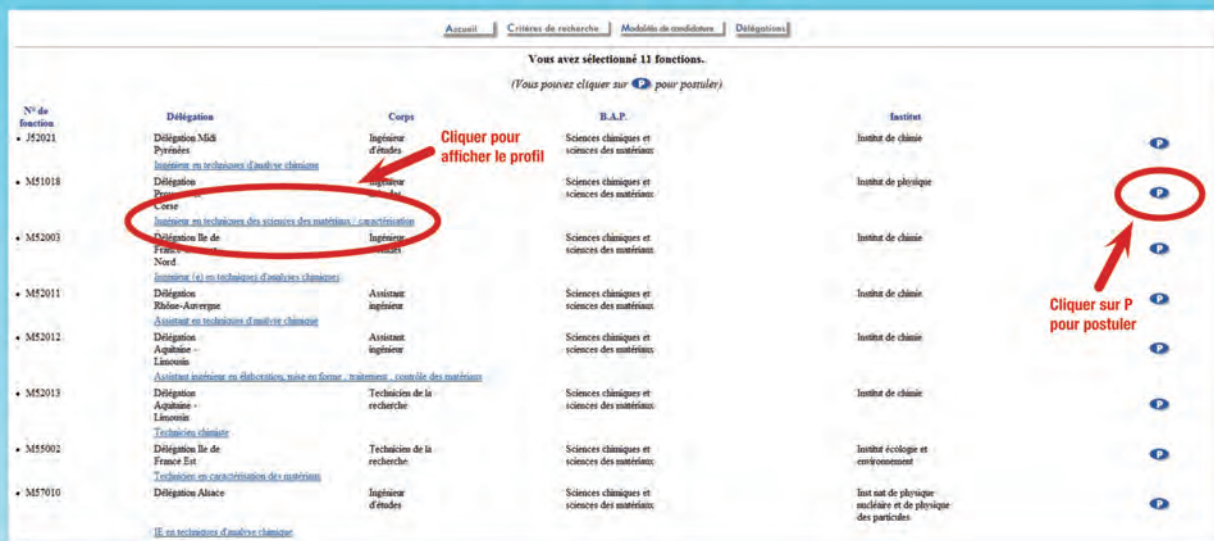 Accueil Critères de recherche Modalités de candidature Délégations
Vous avez sélectionné 11 fonctions.
(Vous pouvez cliquer sur P pour postuler)
N° de fonction Délégation Corps B.A.P. Institut
• J52021 Délégation Midi Pyrénées Ingénieur d'études Sciences chimiques et sciences des matériaux Institut de chimie P
Ingénieur en techniques d'analyse chimique
Cliquer pour
afficher le profil
• M51018 Délégation Corse Sciences chimiques et sciences des matériaux Institut de physique P
Ingénieur en techniques des sciences des matériaux / caractérisation
• M52003 Délégation Ile de Nord Ingénieur Sciences chimiques et sciences des matériaux Institut de chimie P
Ingénieur (e) en techniques d'analyses chimiques
• M52011 Délégation Rhône-Auvergne Assistant ingénieur Sciences chimiques et sciences des matériaux Institut de chimie P
Assistant en techniques d'analyse chimique
Cliquer sur P
pour postuler
• M52012 Délégation Aquitaine - Limousin Assistant ingénieur Sciences chimiques et sciences des matériaux Institut de chimie P
Assistant ingénieur en élaboration, mise en forme , traitement , contrôle des matériaux
• M52013 Délégation Aquitaine - Limousin Technicien de la recherche Sciences chimiques et sciences des matériaux Institut de chimie P
Technicien chimiste
• M55002 Délégation Ile de France Est Technicien de la recherche Sciences chimiques et sciences des matériaux Institut écologie et environnement P
Technicien en caractérisation des matériaux
• M57010 Délégation Alsace Ingénieur d'études Sciences chimiques et sciences des matériaux Inst nat de physique nucléaire et de physique des particules P
IE en techniques d'analyse chimique